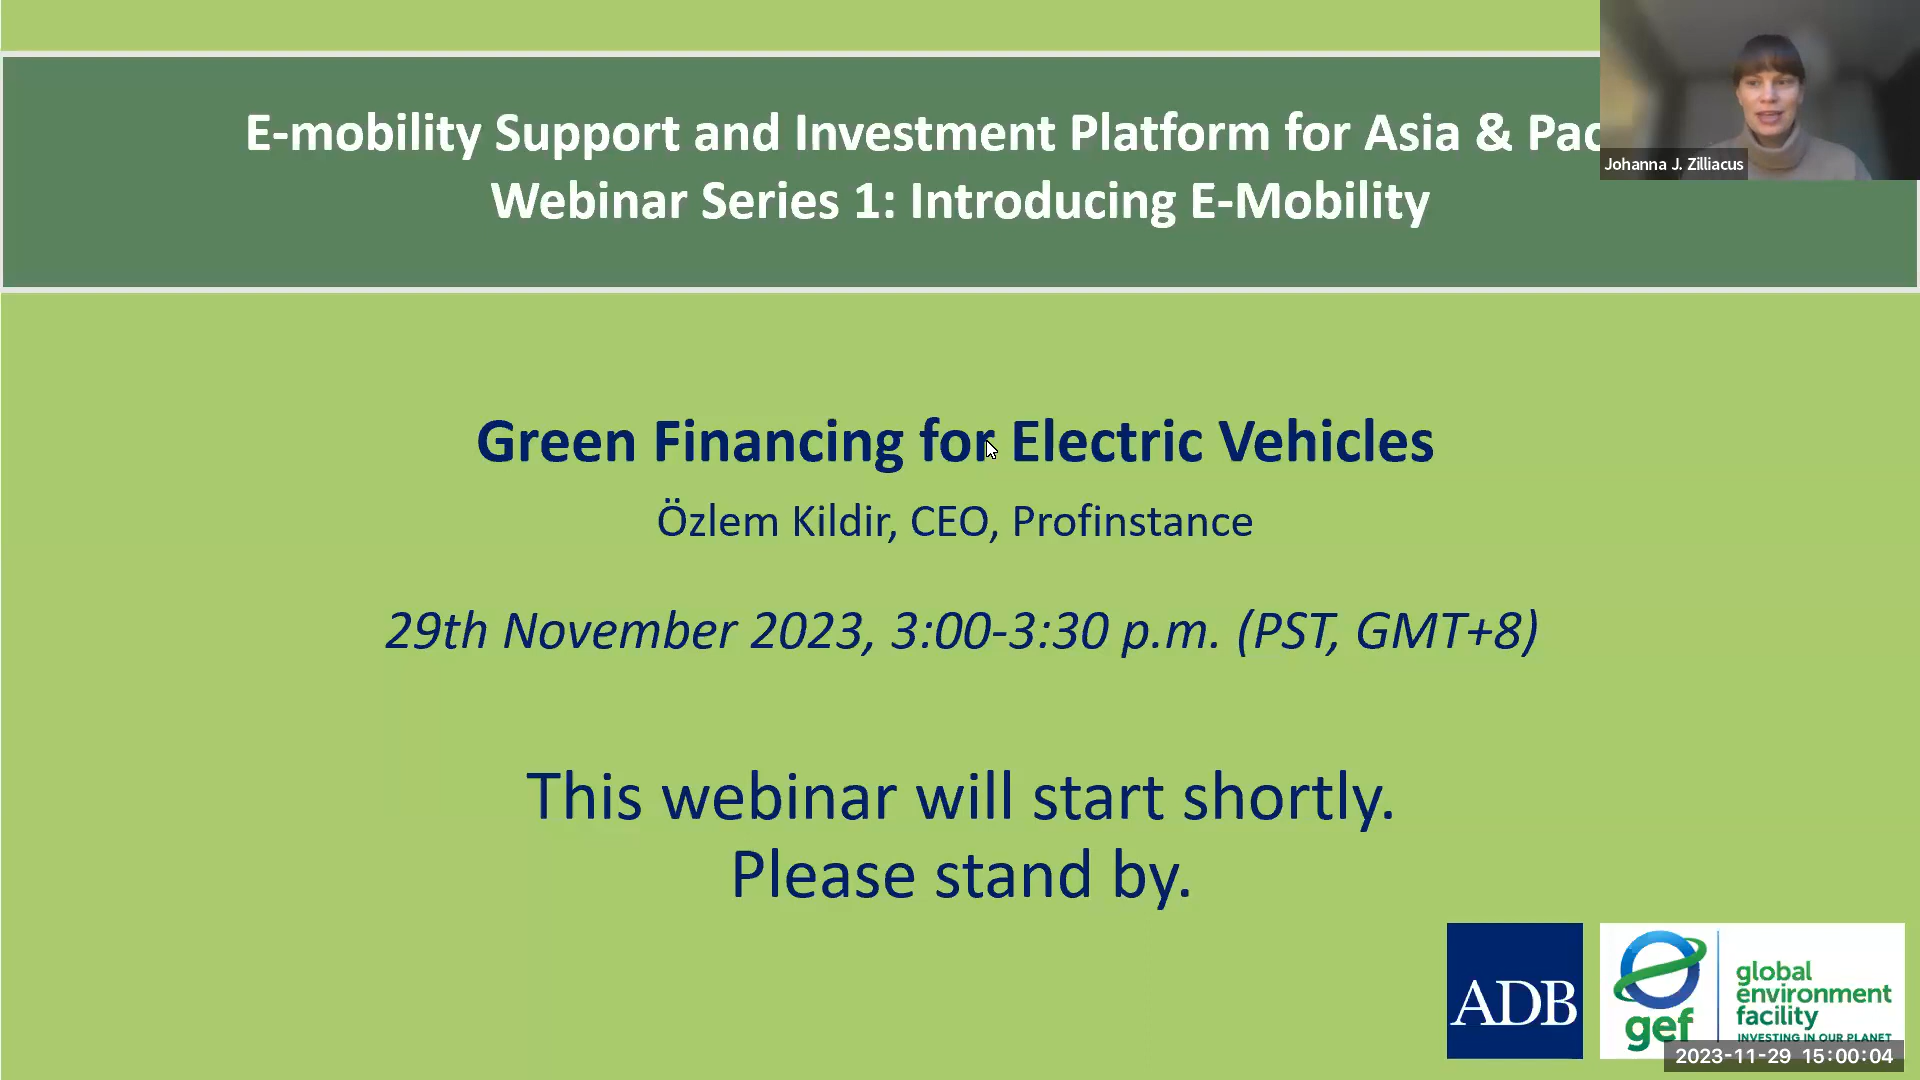 E-mobility Support and Investment Platform for Asia & Pac
Webinar Series 1: Introducing E-Mobility
Johanna J. Zilliacus
Green Financing for Electric Vehicles
Özlem Kildir, CEO, Profinstance
29th November 2023, 3:00-3:30 p.m. (PST, GMT+8)
This webinar will start shortly.
Please stand by.
ADB
gef
global
environment
facility
INVESTING IN OUR PLANET
2023-11-29 15:00:04